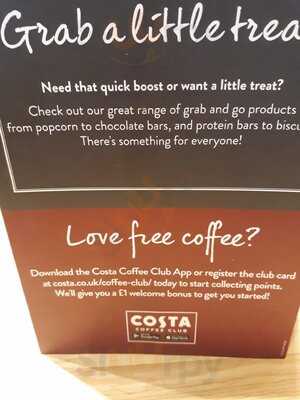 Grab a little trea
Need that quick boost or want a little treat?
Check out our great range of grab and go products
from popcorn to chocolate bars, and protein bars to biscu
There's something for everyone!
Love free coffee?
Download the Costa Coffee Club App or register the club card
at costa.co.uk/coffee-club/ today to start collecting points.
We'll give you a £1 welcome bonus to get you started!
COSTA
COFFEE CLUB